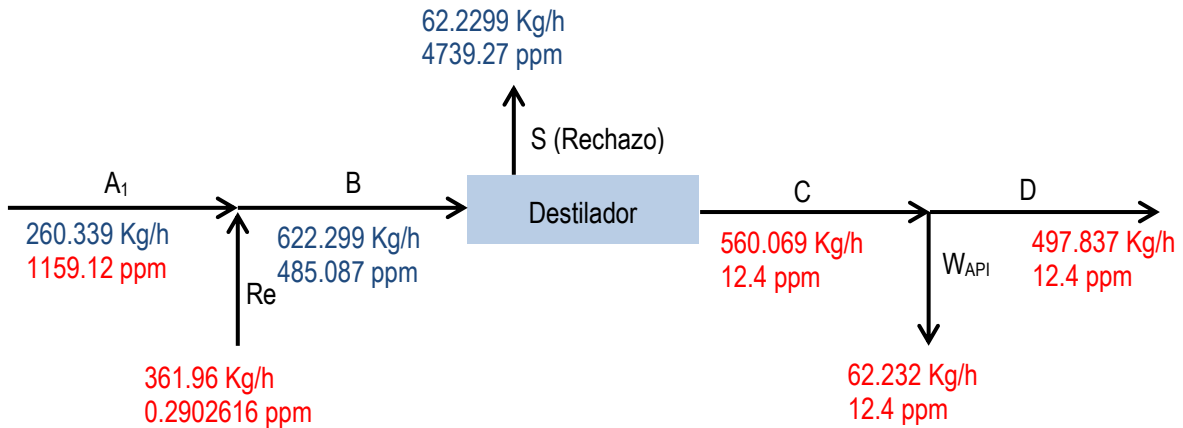 62.2299 Kg/h
4739.27 ppm
S (Rechazo)
A1
B
Destilador
C
D
260.339 Kg/h
1159.12 ppm
622.299 Kg/h
485.087 ppm
560.069 Kg/h
12.4 ppm
497.837 Kg/h
12.4 ppm
Re
WAPI
361.96 Kg/h
0.2902616 ppm
62.232 Kg/h
12.4 ppm